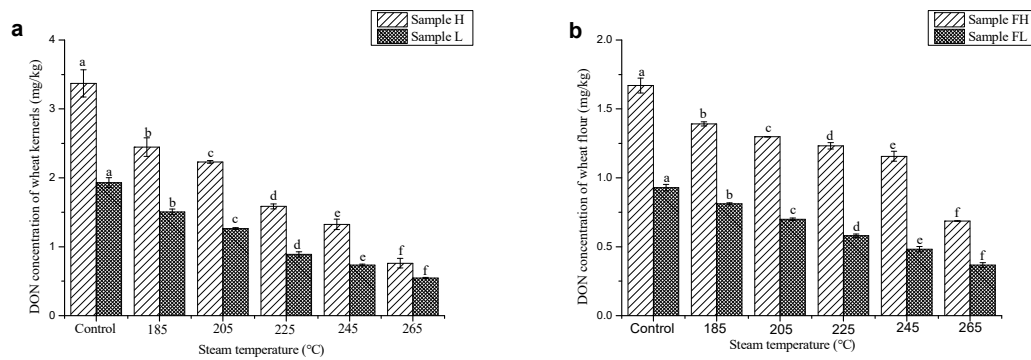 a
Sample H
Sample L
DON concentration of wheat kernerls (mg/kg)
4
3
2
1
0
a
a
b
b
c
c
d
d
e
e
f
f
Control
185
205
225
245
265
Steam temperature (°C)
b
Sample FH
Sample FL
DON concentration of wheat flour (mg/kg)
2.0
1.5
1.0
0.5
0.0
a
a
b
b
c
c
d
d
e
e
f
f
Control
185
205
225
245
265
Steam temperature (°C)